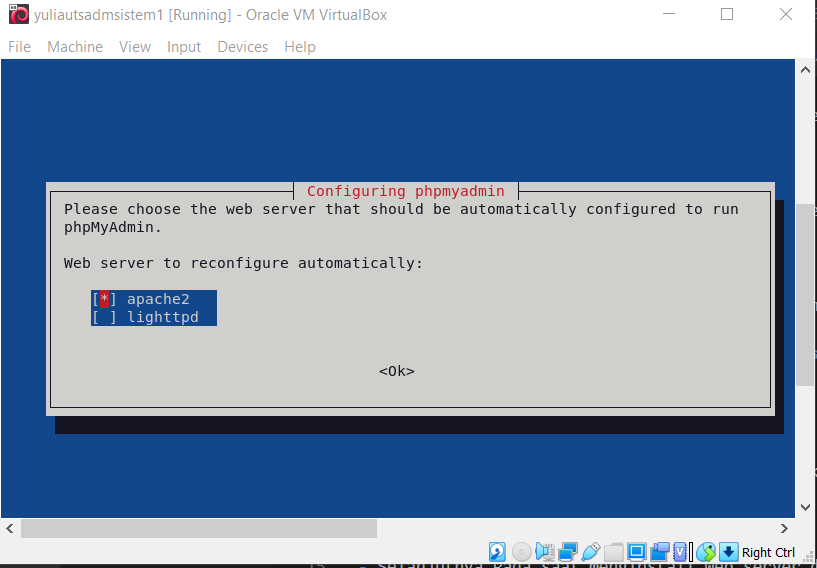 yuliautsadmsistem1 [Running] - Oracle VM VirtualBox
File Machine View Input Devices Help
Configuring phpmyadmin
Please choose the web server that should be automatically configured to run
phpMyAdmin.
Web server to reconfigure automatically:
[*] apache2
[ ] lighttpd
<Ok>
Right Ctrl